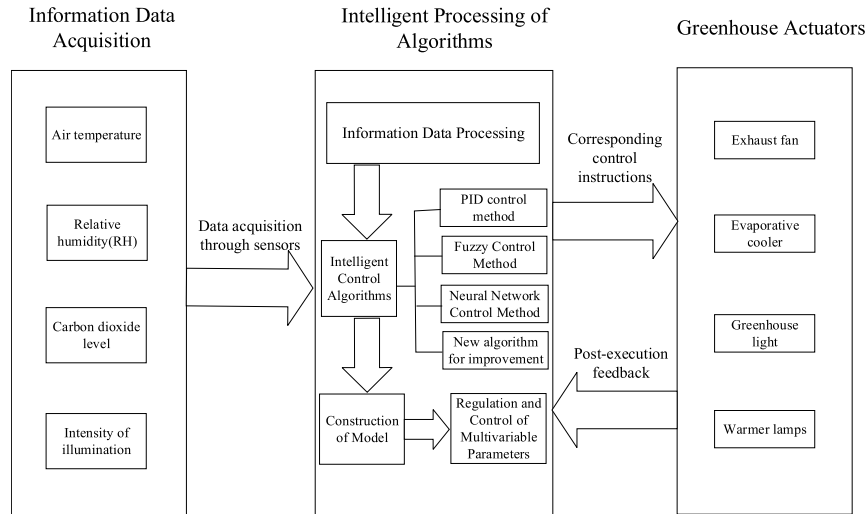 Information Data
Acquisition
Air temperature
Relative
humidity(RH)
Carbon dioxide
level
Intensity of
illumination
Data acquisition
through sensors
Intelligent Processing of
Algorithms
Information Data Processing
Intelligent
Control
Algorithms
PID control
method
Fuzzy Control
Method
Neural Network
Control Method
New algorithm
for improvement
Construction
of Model
Regulation and
Control of
Multivariable
Parameters
Corresponding
control
instructions
Post-execution
feedback
Greenhouse Actuators
Exhaust fan
Evaporative
cooler
Greenhouse
light
Warmer lamps